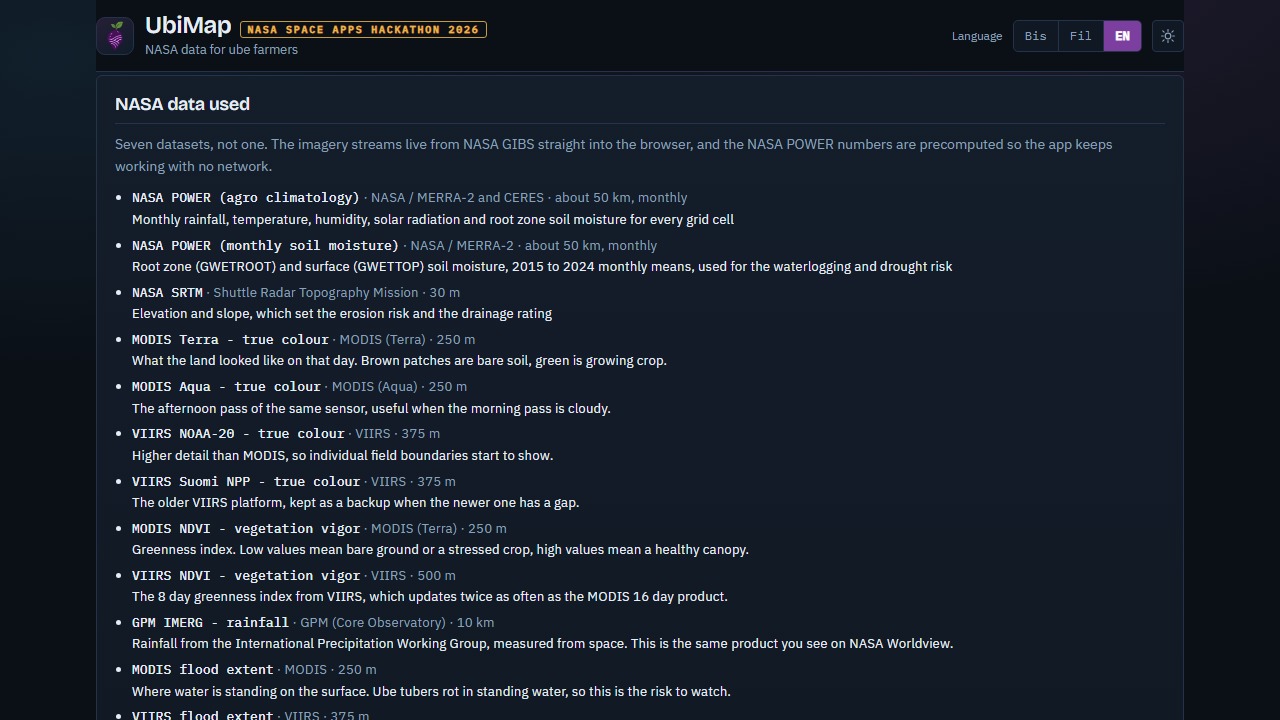 UbiMap NASA SPACE APPS HACKATHON 2026
NASA data for ube farmers
Language Bis Fil EN
NASA data used
Seven datasets, not one. The imagery streams live from NASA GIBS straight into the browser, and the NASA POWER numbers are precomputed so the app keeps
working with no network.
• NASA POWER (agro climatology) · NASA / MERRA-2 and CERES · about 50 km, monthly
Monthly rainfall, temperature, humidity, solar radiation and root zone soil moisture for every grid cell
• NASA POWER (monthly soil moisture) · NASA / MERRA-2 · about 50 km, monthly
Root zone (GWETROOT) and surface (GWETTOP) soil moisture, 2015 to 2024 monthly means, used for the waterlogging and drought risk
• NASA SRTM · Shuttle Radar Topography Mission · 30 m
Elevation and slope, which set the erosion risk and the drainage rating
• MODIS Terra - true colour · MODIS (Terra) · 250 m
What the land looked like on that day. Brown patches are bare soil, green is growing crop.
• MODIS Aqua - true colour · MODIS (Aqua) · 250 m
The afternoon pass of the same sensor, useful when the morning pass is cloudy.
• VIIRS NOAA-20 - true colour · VIIRS · 375 m
Higher detail than MODIS, so individual field boundaries start to show.
• VIIRS Suomi NPP - true colour · VIIRS · 375 m
The older VIIRS platform, kept as a backup when the newer one has a gap.
• MODIS NDVI - vegetation vigor · MODIS (Terra) · 250 m
Greenness index. Low values mean bare ground or a stressed crop, high values mean a healthy canopy.
• VIIRS NDVI - vegetation vigor · VIIRS · 500 m
The 8 day greenness index from VIIRS, which updates twice as often as the MODIS 16 day product.
• GPM IMERG - rainfall · GPM (Core Observatory) · 10 km
Rainfall from the International Precipitation Working Group, measured from space. This is the same product you see on NASA Worldview.
• MODIS flood extent · MODIS · 250 m
Where water is standing on the surface. Ube tubers rot in standing water, so this is the risk to watch.
• VIIRS flood extent · VIIRS · 375 m